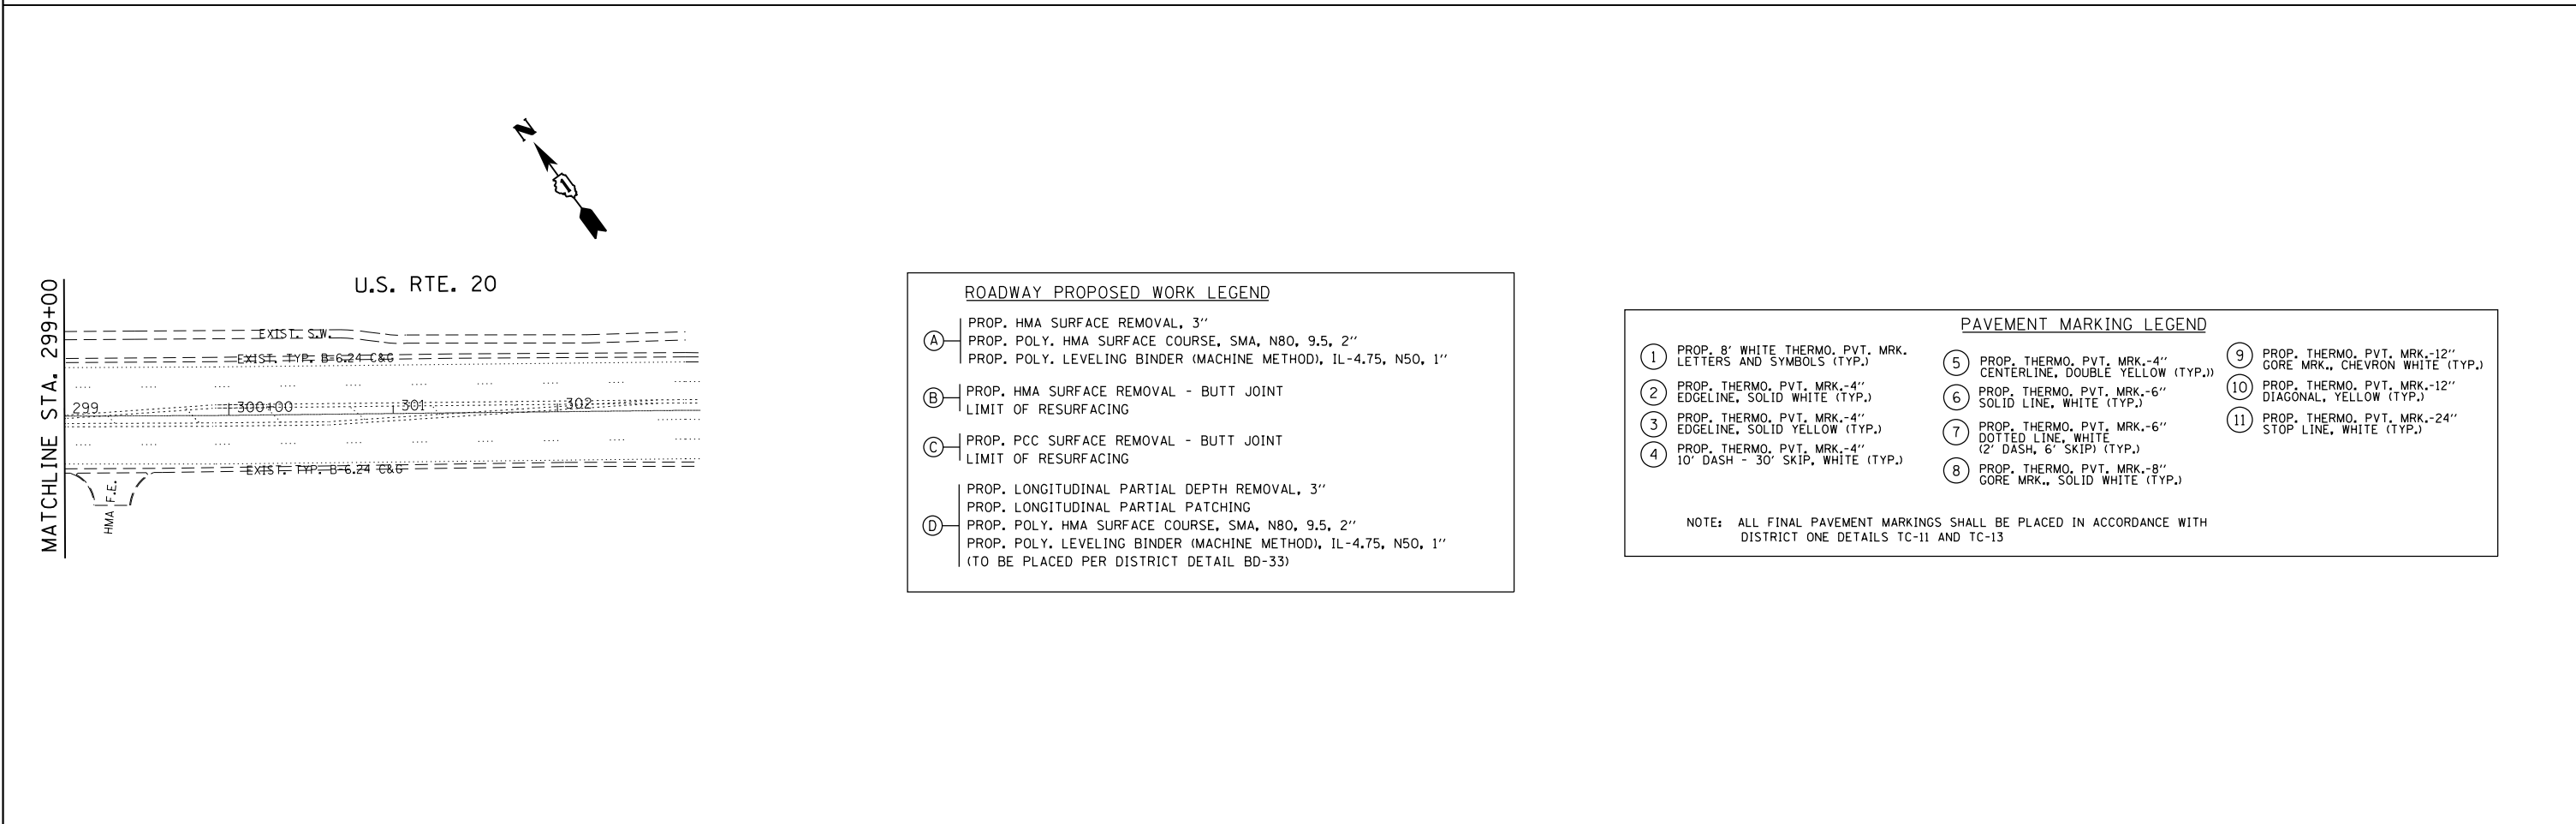 N
1
U.S. RTE. 20
MATCHLINE STA. 299+00
EXIST. S.W.
EXIST. TYP. B-6.24 C&G
299
300+00
301
302
EXIST. TYP. B-6.24 C&G
HMA F.E.
ROADWAY PROPOSED WORK LEGEND
A
PROP. HMA SURFACE REMOVAL, 3''
PROP. POLY. HMA SURFACE COURSE, SMA, N80, 9.5, 2''
PROP. POLY. LEVELING BINDER (MACHINE METHOD), IL-4.75, N50, 1''
B
PROP. HMA SURFACE REMOVAL - BUTT JOINT
LIMIT OF RESURFACING
C
PROP. PCC SURFACE REMOVAL - BUTT JOINT
LIMIT OF RESURFACING
D
PROP. LONGITUDINAL PARTIAL DEPTH REMOVAL, 3''
PROP. LONGITUDINAL PARTIAL PATCHING
PROP. POLY. HMA SURFACE COURSE, SMA, N80, 9.5, 2''
PROP. POLY. LEVELING BINDER (MACHINE METHOD), IL-4.75, N50, 1''
(TO BE PLACED PER DISTRICT DETAIL BD-33)
PAVEMENT MARKING LEGEND
1
PROP. 8' WHITE THERMO. PVT. MRK.
LETTERS AND SYMBOLS (TYP.)
2
PROP. THERMO. PVT. MRK.-4''
EDGELINE, SOLID WHITE (TYP.)
3
PROP. THERMO. PVT. MRK.-4''
EDGELINE, SOLID YELLOW (TYP.)
4
PROP. THERMO. PVT. MRK.-4''
10' DASH - 30' SKIP, WHITE (TYP.)
5
PROP. THERMO. PVT. MRK.-4''
CENTERLINE, DOUBLE YELLOW (TYP.))
6
PROP. THERMO. PVT. MRK.-6''
SOLID LINE, WHITE (TYP.)
7
PROP. THERMO. PVT. MRK.-6''
DOTTED LINE, WHITE
(2' DASH, 6' SKIP) (TYP.)
8
PROP. THERMO. PVT. MRK.-8''
GORE MRK., SOLID WHITE (TYP.)
9
PROP. THERMO. PVT. MRK.-12''
GORE MRK., CHEVRON WHITE (TYP.)
10
PROP. THERMO. PVT. MRK.-12''
DIAGONAL, YELLOW (TYP.)
11
PROP. THERMO. PVT. MRK.-24''
STOP LINE, WHITE (TYP.)
NOTE: ALL FINAL PAVEMENT MARKINGS SHALL BE PLACED IN ACCORDANCE WITH
DISTRICT ONE DETAILS TC-11 AND TC-13